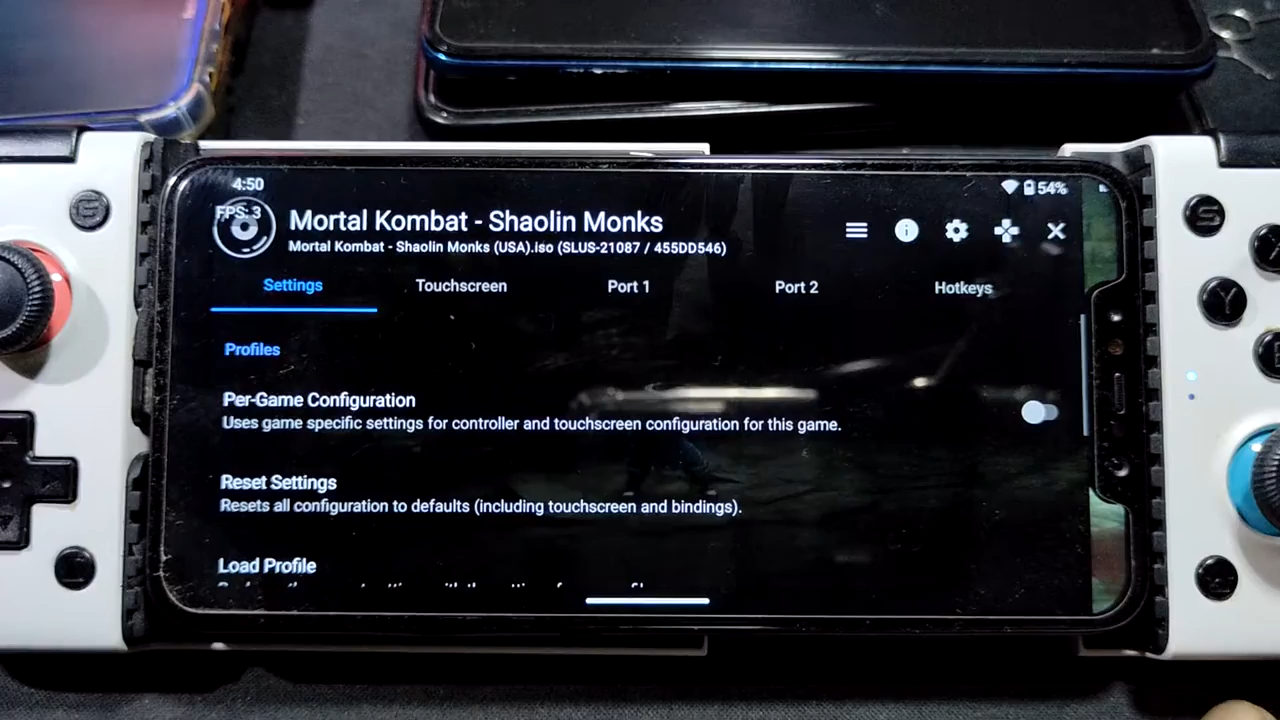 4:50
54%
FPS: 3
Mortal Kombat - Shaolin Monks
Mortal Kombat - Shaolin Monks (USA).iso (SLUS-21087 / 455DD546)
Settings
Touchscreen
Port 1
Port 2
Hotkeys
Profiles
Per-Game Configuration
Uses game specific settings for controller and touchscreen configuration for this game.
Reset Settings
Resets all configuration to defaults (including touchscreen and bindings).
Load Profile
S
Y